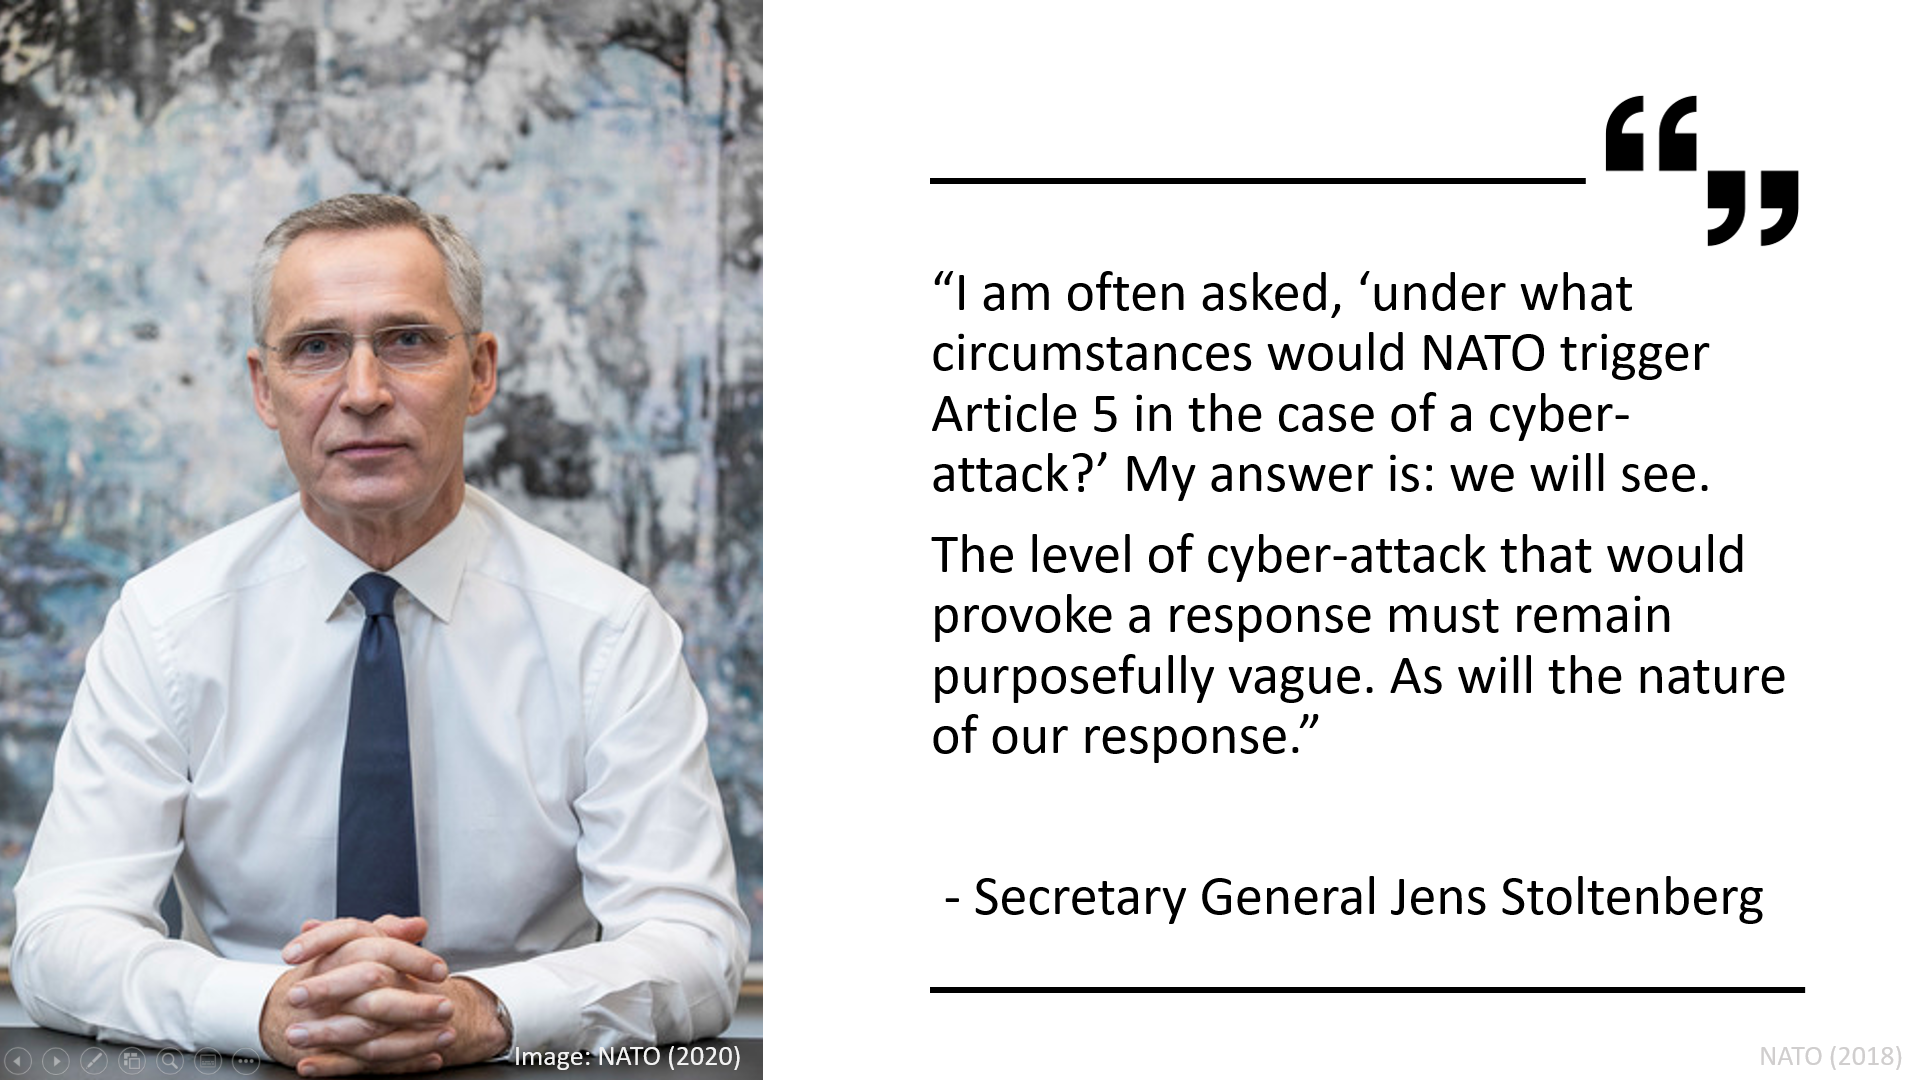 “I am often asked, ‘under what
circumstances would NATO trigger
Article 5 in the case of a cyber-
attack?’ My answer is: we will see.
The level of cyber-attack that would
provoke a response must remain
purposefully vague. As will the nature
of our response.”
- Secretary General Jens Stoltenberg
Image: NATO (2020)
NATO (2018)